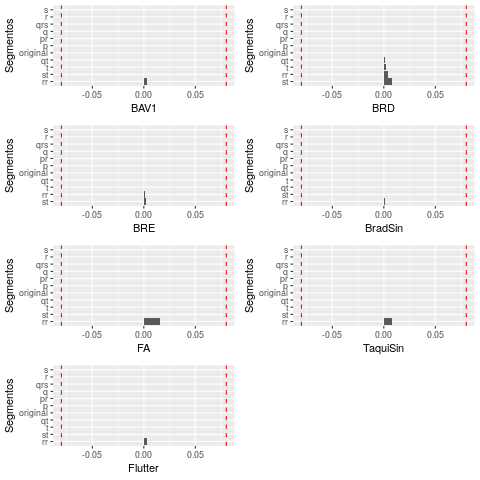 Segmentos
s
r
qrs
q
pr
p
original
qt
t
st
rr
-0.05 0.00 0.05
BAV1
Segmentos
s
r
qrs
q
pr
p
original
qt
t
st
rr
-0.05 0.00 0.05
BRD
Segmentos
s
r
qrs
q
pr
p
original
qt
t
rr
st
-0.05 0.00 0.05
BRE
Segmentos
s
r
qrs
q
pr
p
original
t
qt
rr
st
-0.05 0.00 0.05
BradSin
Segmentos
s
r
qrs
q
pr
p
original
qt
t
st
rr
-0.05 0.00 0.05
FA
Segmentos
s
r
qrs
q
pr
p
original
qt
t
st
rr
-0.05 0.00 0.05
TaquiSin
Segmentos
s
r
qrs
q
pr
p
original
qt
t
st
rr
-0.05 0.00 0.05
Flutter